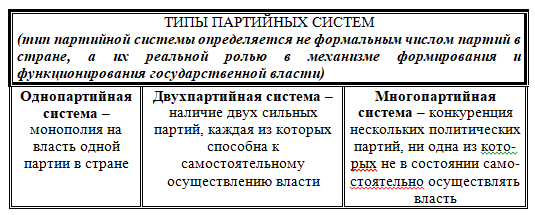 ТИПЫ ПАРТИЙНЫХ СИСТЕМ
(тип партийной системы определяется не формальным числом партий в
стране, а их реальной ролью в механизме формирования и
функционирования государственной власти)
Однопартийная
система –
монополия на
власть одной
партии в стране
Двухпартийная система –
наличие двух сильных
партий, каждая из которых
способна к
самостоятельному
осуществлению власти
Многопартийная
система – конкуренция
нескольких политических
партий, ни одна из кото-
рых не в состоянии само-
стоятельно осуществлять
власть